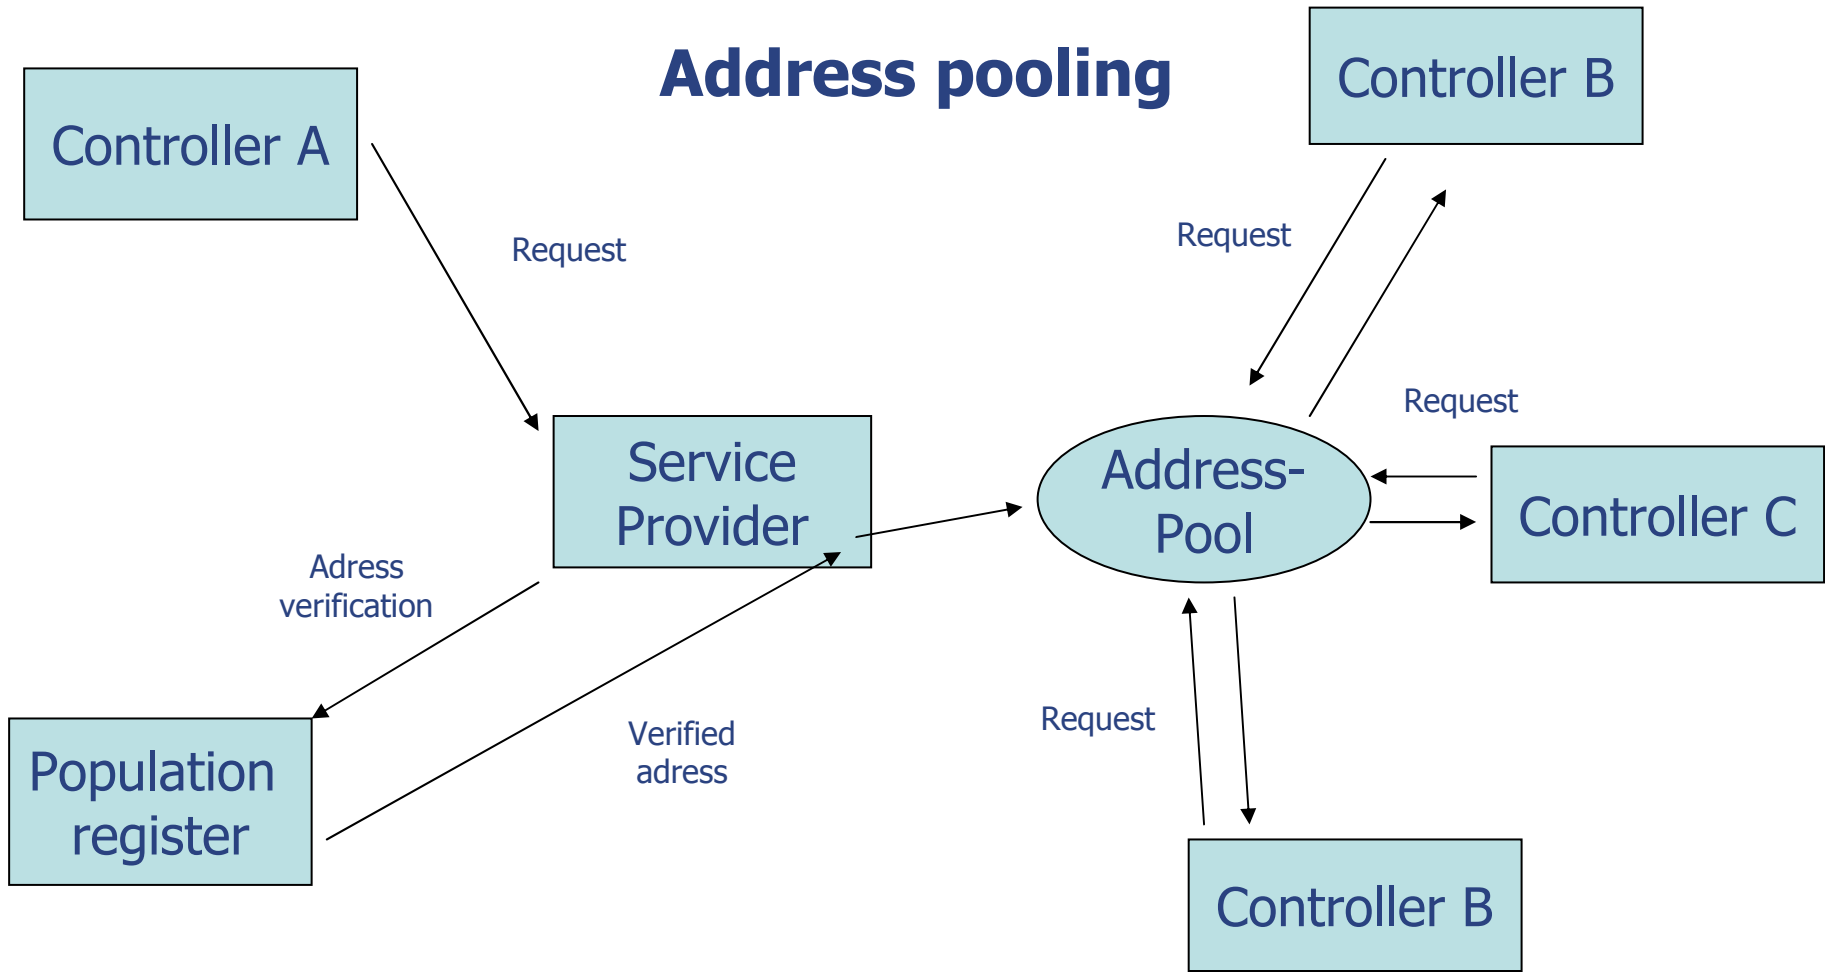 Address pooling
Controller B
Controller A
Request
Request
Request
Service
Provider
Address-
Pool
Controller C
Adress
verification
Request
Verified
adress
Population
register
Controller B